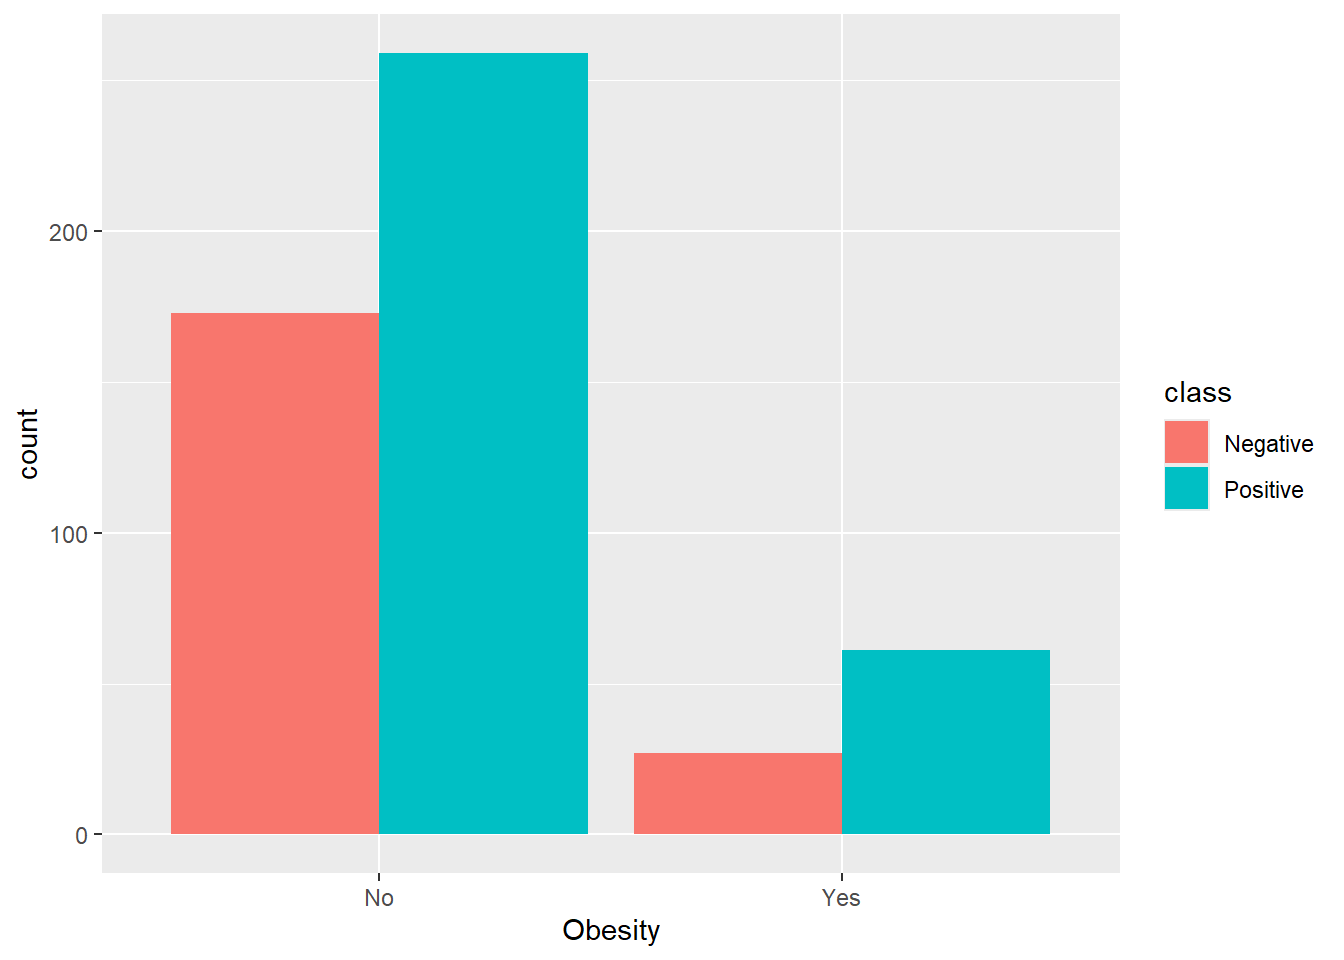 200
100
0
count
No
Yes
Obesity
class
Negative
Positive